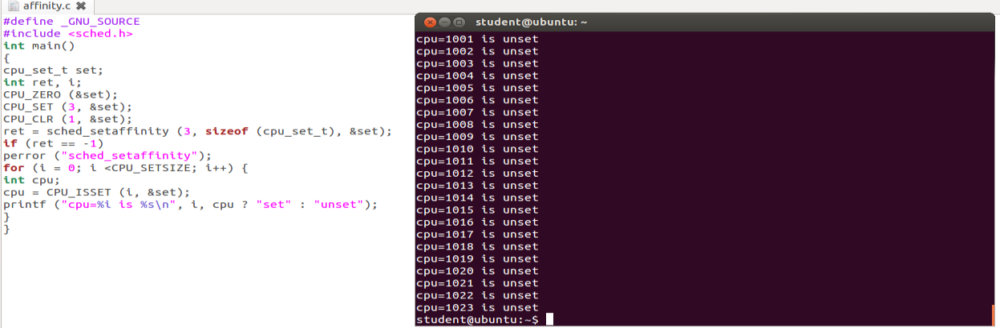 affinity.c
#define _GNU_SOURCE
#include <sched.h>
int main()
{
cpu_set_t set;
int ret, i;
CPU_ZERO (&set);
CPU_SET (3, &set);
CPU_CLR (1, &set);
ret = sched_setaffinity (3, sizeof (cpu_set_t), &set);
if (ret == -1)
perror ("sched_setaffinity");
for (i = 0; i <CPU_SETSIZE; i++) {
int cpu;
cpu = CPU_ISSET (i, &set);
printf ("cpu=%i is %s\n", i, cpu ? "set" : "unset");
}
}
student@ubuntu: ~
cpu=1001 is unset
cpu=1002 is unset
cpu=1003 is unset
cpu=1004 is unset
cpu=1005 is unset
cpu=1006 is unset
cpu=1007 is unset
cpu=1008 is unset
cpu=1009 is unset
cpu=1010 is unset
cpu=1011 is unset
cpu=1012 is unset
cpu=1013 is unset
cpu=1014 is unset
cpu=1015 is unset
cpu=1016 is unset
cpu=1017 is unset
cpu=1018 is unset
cpu=1019 is unset
cpu=1020 is unset
cpu=1021 is unset
cpu=1022 is unset
cpu=1023 is unset
student@ubuntu:~$